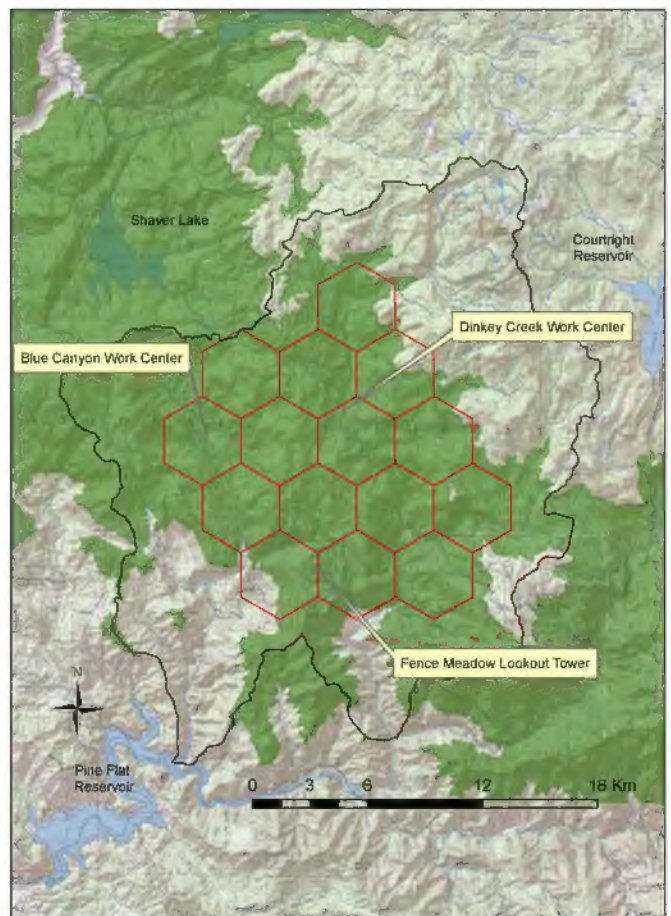 Shaver Lake
Courtright
Reservoir
Dinkey Creek Work Center
Blue Canyon Work Center
Fence Meadow Lookout Tower
N
Pine Flat
Reservoir
0 3 6 12 18 Km